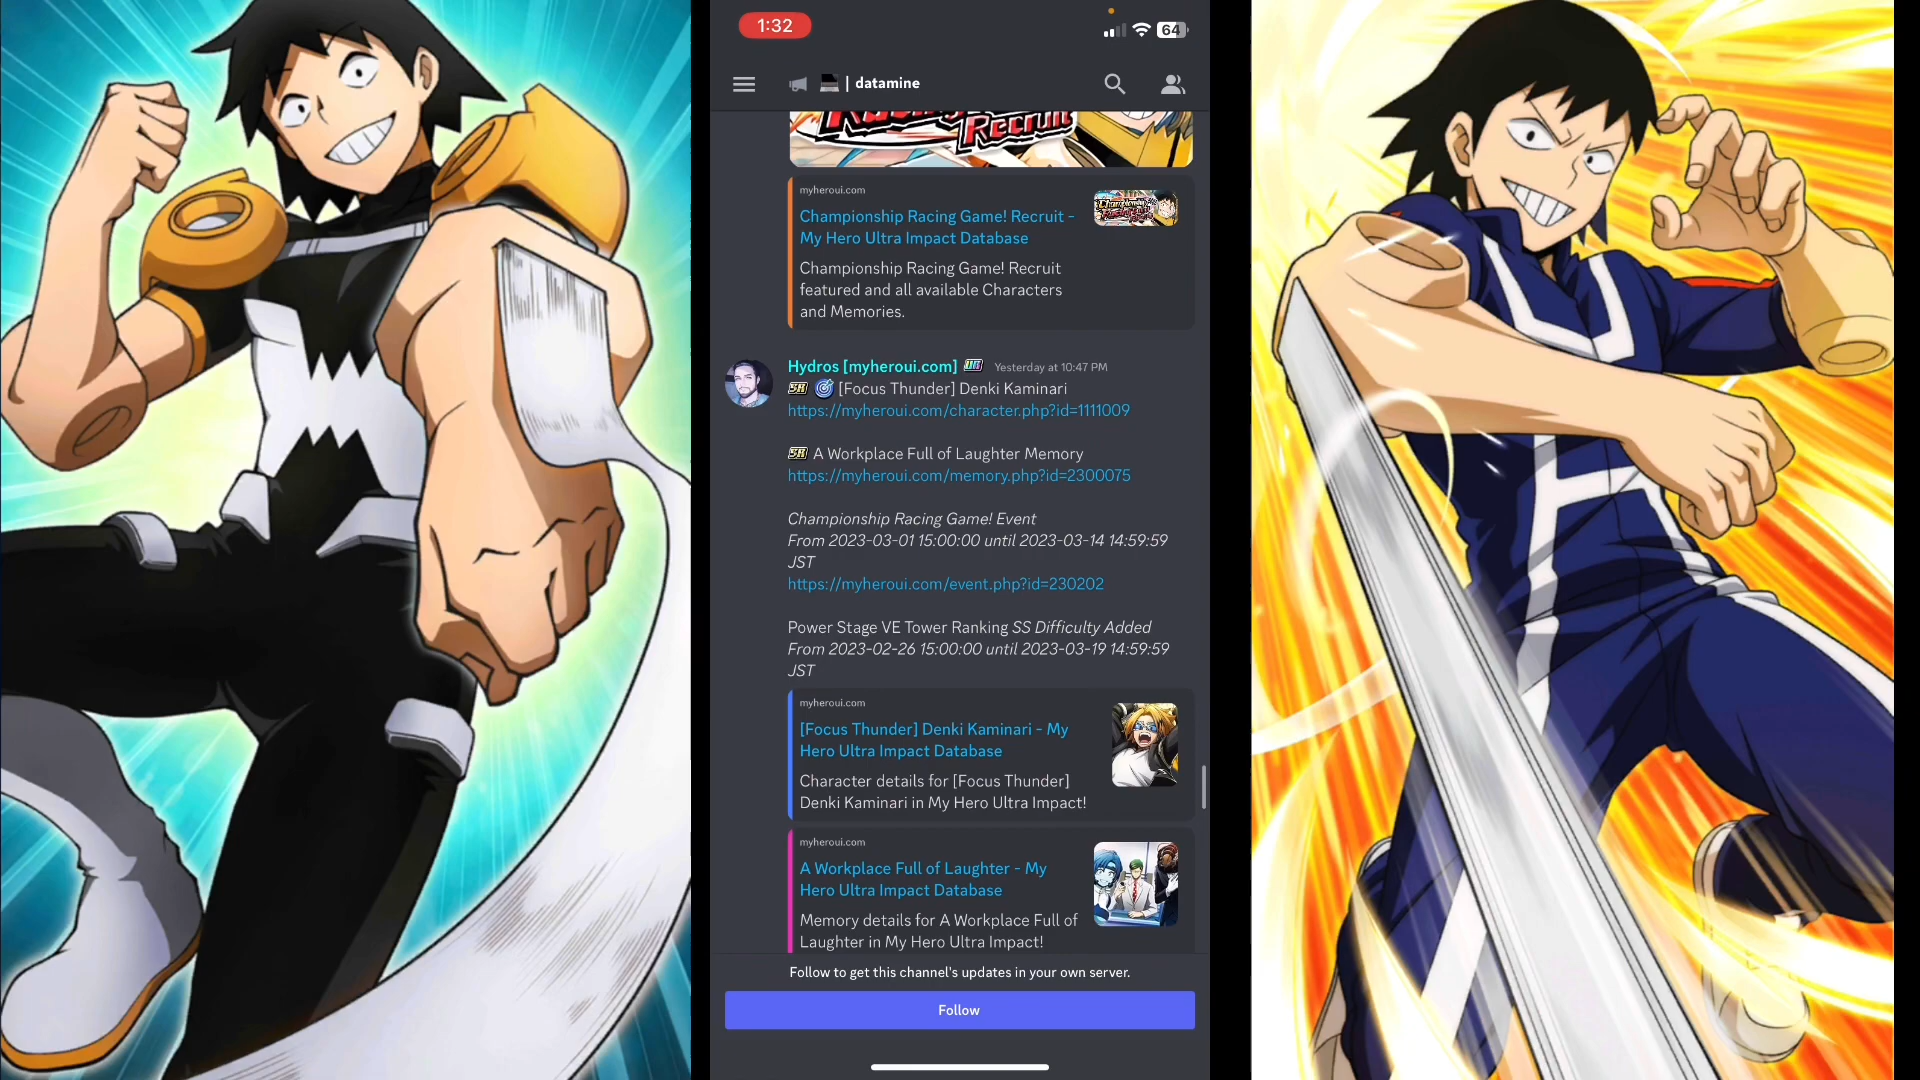 1:32
64
| datamine
Racing
Recruit
myheroui.com
Championship Racing Game! Recruit -
My Hero Ultra Impact Database
Championship Racing Game! Recruit
featured and all available Characters
and Memories.
Hydros [myheroui.com] UR Yesterday at 10:47 PM
SR [Focus Thunder] Denki Kaminari
https://myheroui.com/character.php?id=1111009
SR A Workplace Full of Laughter Memory
https://myheroui.com/memory.php?id=2300075
Championship Racing Game! Event
From 2023-03-01 15:00:00 until 2023-03-14 14:59:59
JST
https://myheroui.com/event.php?id=230202
Power Stage VE Tower Ranking SS Difficulty Added
From 2023-02-26 15:00:00 until 2023-03-19 14:59:59
JST
myheroui.com
[Focus Thunder] Denki Kaminari - My
Hero Ultra Impact Database
Character details for [Focus Thunder]
Denki Kaminari in My Hero Ultra Impact!
myheroui.com
A Workplace Full of Laughter - My
Hero Ultra Impact Database
Memory details for A Workplace Full of
Laughter in My Hero Ultra Impact!
Follow to get this channel's updates in your own server.
Follow